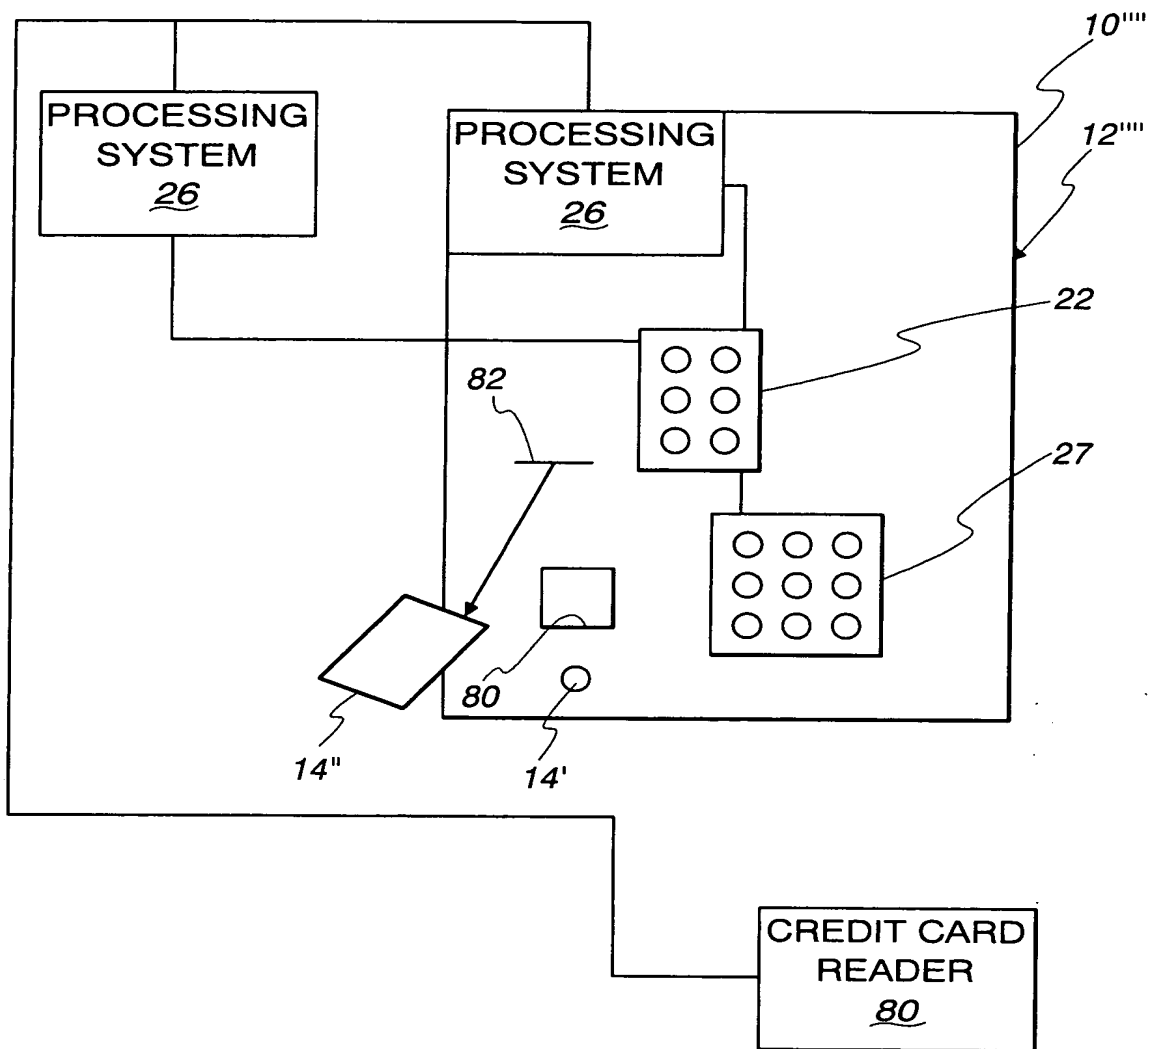 10''''
PROCESSING
SYSTEM
26
PROCESSING
SYSTEM
26
12''''
22
82
27
80
14''
14'
CREDIT CARD
READER
80